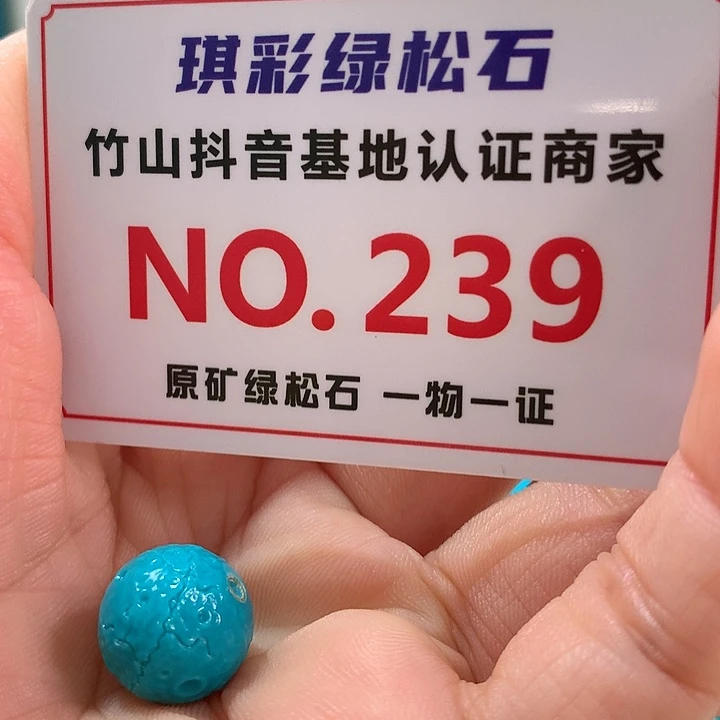 琪彩绿松石
竹山抖音基地认证商家
NO.239
原矿绿松石 一物一证